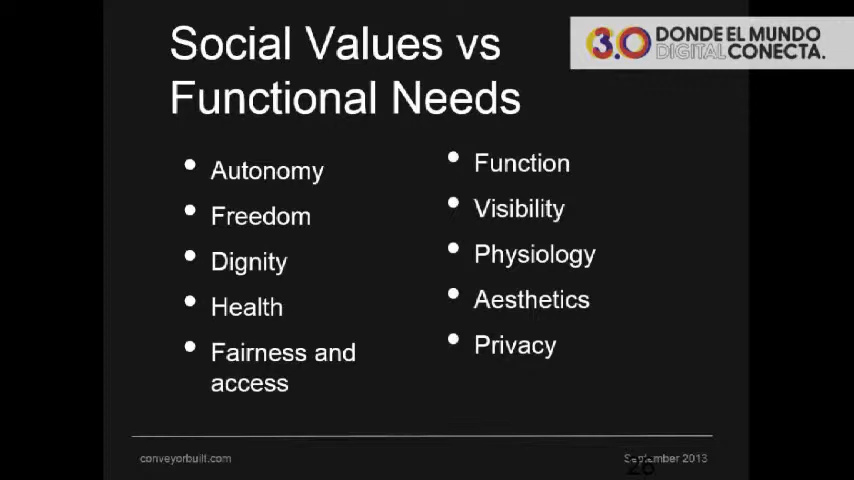 Social Values vs
Functional Needs
3.0 DONDE EL MUNDO
DIGITAL CONECTA.
• Autonomy
• Freedom
• Dignity
• Health
• Fairness and
access
• Function
• Visibility
• Physiology
• Aesthetics
• Privacy
conveyorbuilt.com
September 2013
26